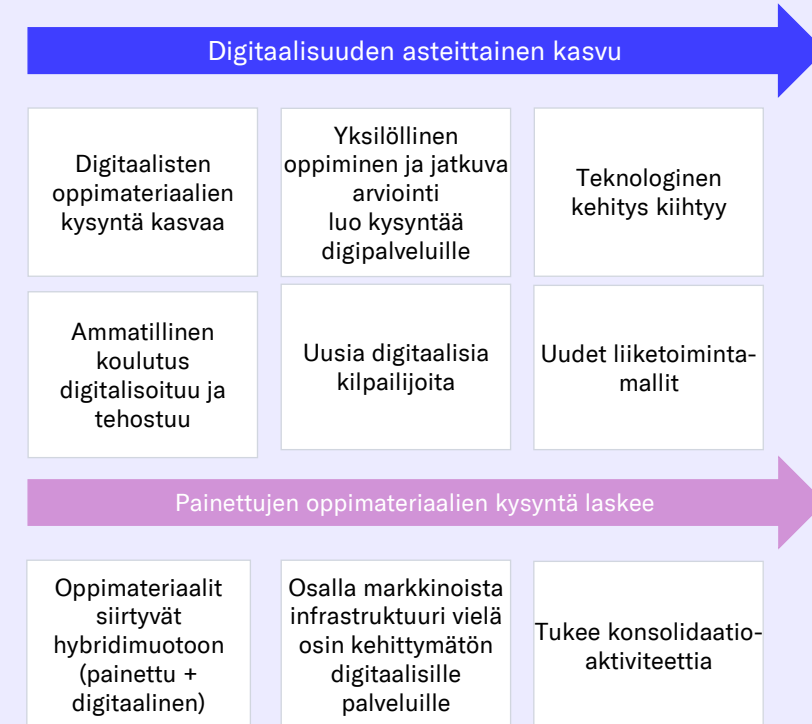 Digitaalisuuden asteittainen kasvu
Digitaalisten
oppimateriaalien
kysyntä kasvaa
Yksilöllinen
oppiminen ja jatkuva
arviointi
luo kysyntää
digipalveluille
Teknologinen
kehitys kiihtyy
Ammatillinen
koulutus
digitalisoituu ja
tehostuu
Uusia digitaalisia
kilpailijoita
Uudet liiketoiminta-
mallit
Painettujen oppimateriaalien kysyntä laskee
Oppimateriaalit
siirtyvät
hybridimuotoon
(painettu +
digitaalinen)
Osalla markkinoista
infrastruktuuri vielä
osin kehittymätön
digitaalisille
palveluille
Tukee konsolidaatio-
aktiviteettia